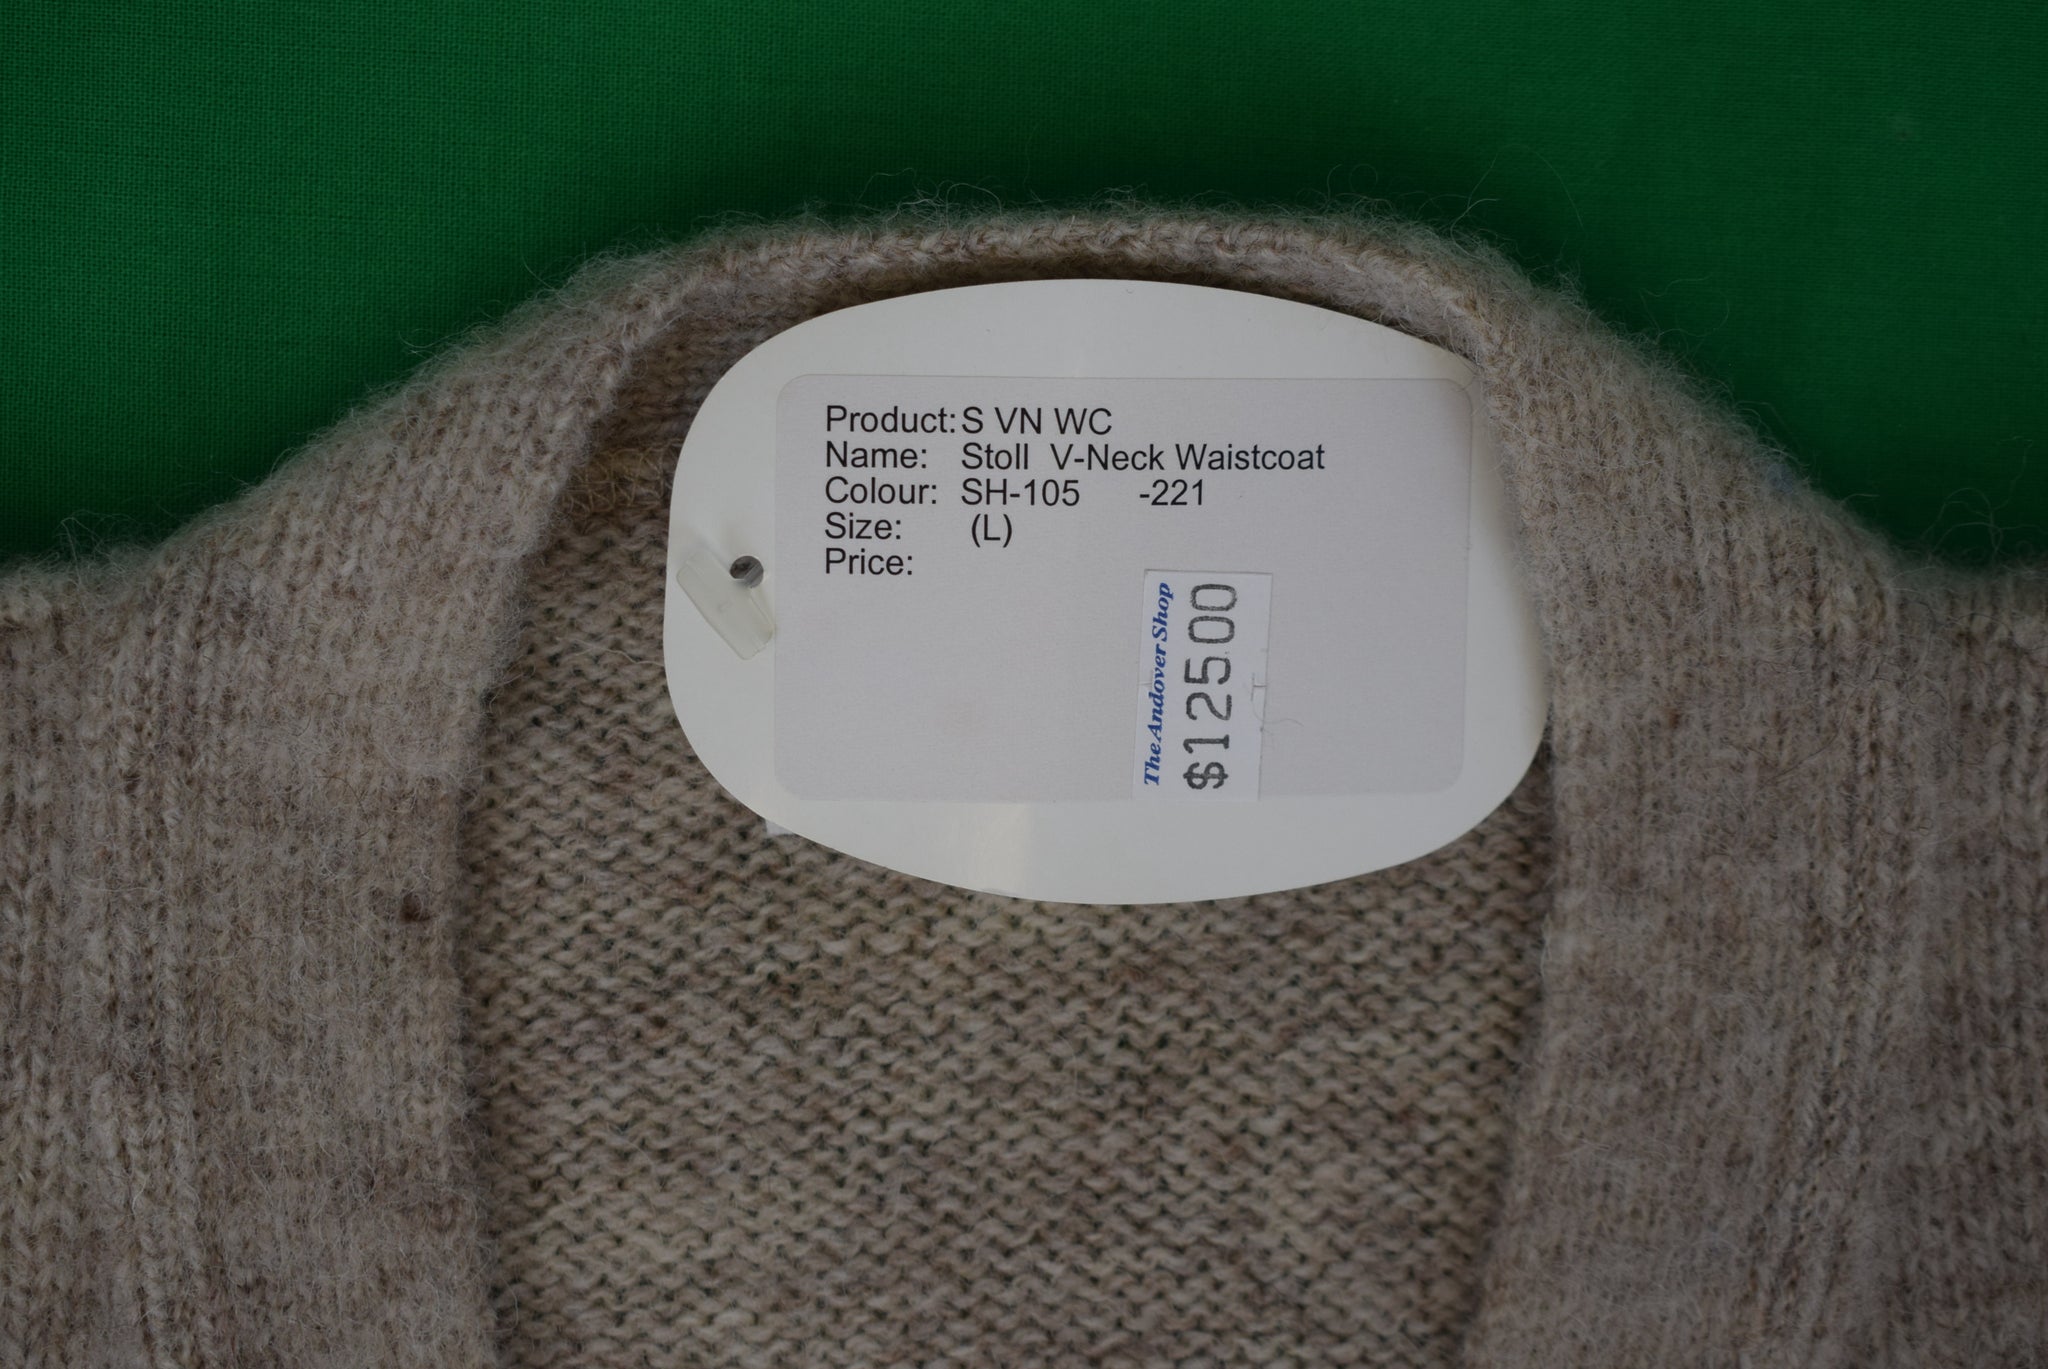 Product: S VN WC
Name: Stoll V-Neck Waistcoat
Colour: SH-105 -221
Size: (L)
Price:
The Andover Shop
$125.00